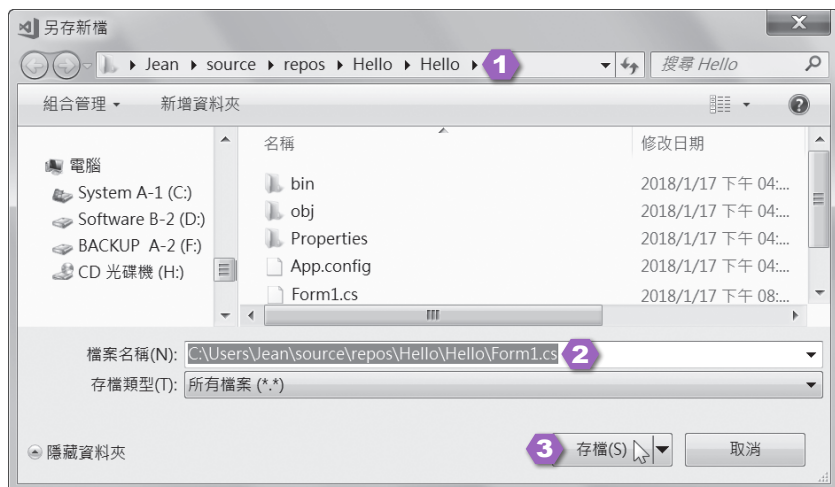 另存新檔
Jean source repos Hello Hello 1
搜尋 Hello
組合管理 新增資料夾
名稱 修改日期
電腦
System A-1 (C:)
Software B-2 (D:)
BACKUP A-2 (F:)
CD 光碟機 (H:)
bin 2018/1/17 下午 04:...
obj 2018/1/17 下午 04:...
Properties 2018/1/17 下午 04:...
App.config 2018/1/17 下午 04:...
Form1.cs 2018/1/17 下午 08:...
檔案名稱(N): C:\Users\Jean\source\repos\Hello\Hello\Form1.cs 2
存檔類型(T): 所有檔案 (*.*)
隱藏資料夾
3 存檔(S) 取消